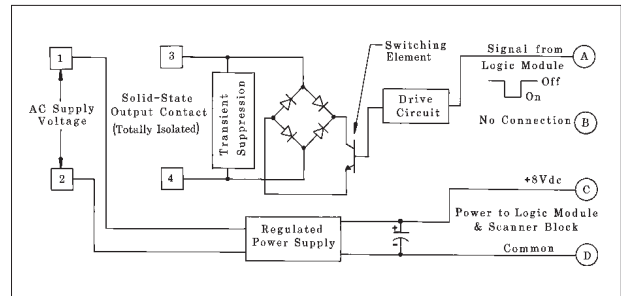 1
3
Switching
Element
Signal from
Logic Module
A
Off
On
AC Supply
Voltage
Solid-State
Output Contact
(Totally Isolated)
Transient
Suppression
Drive
Circuit
No Connection
B
2
4
+8Vdc
C
Regulated
Power Supply
+
-
Power to Logic Module
& Scanner Block
Common
D